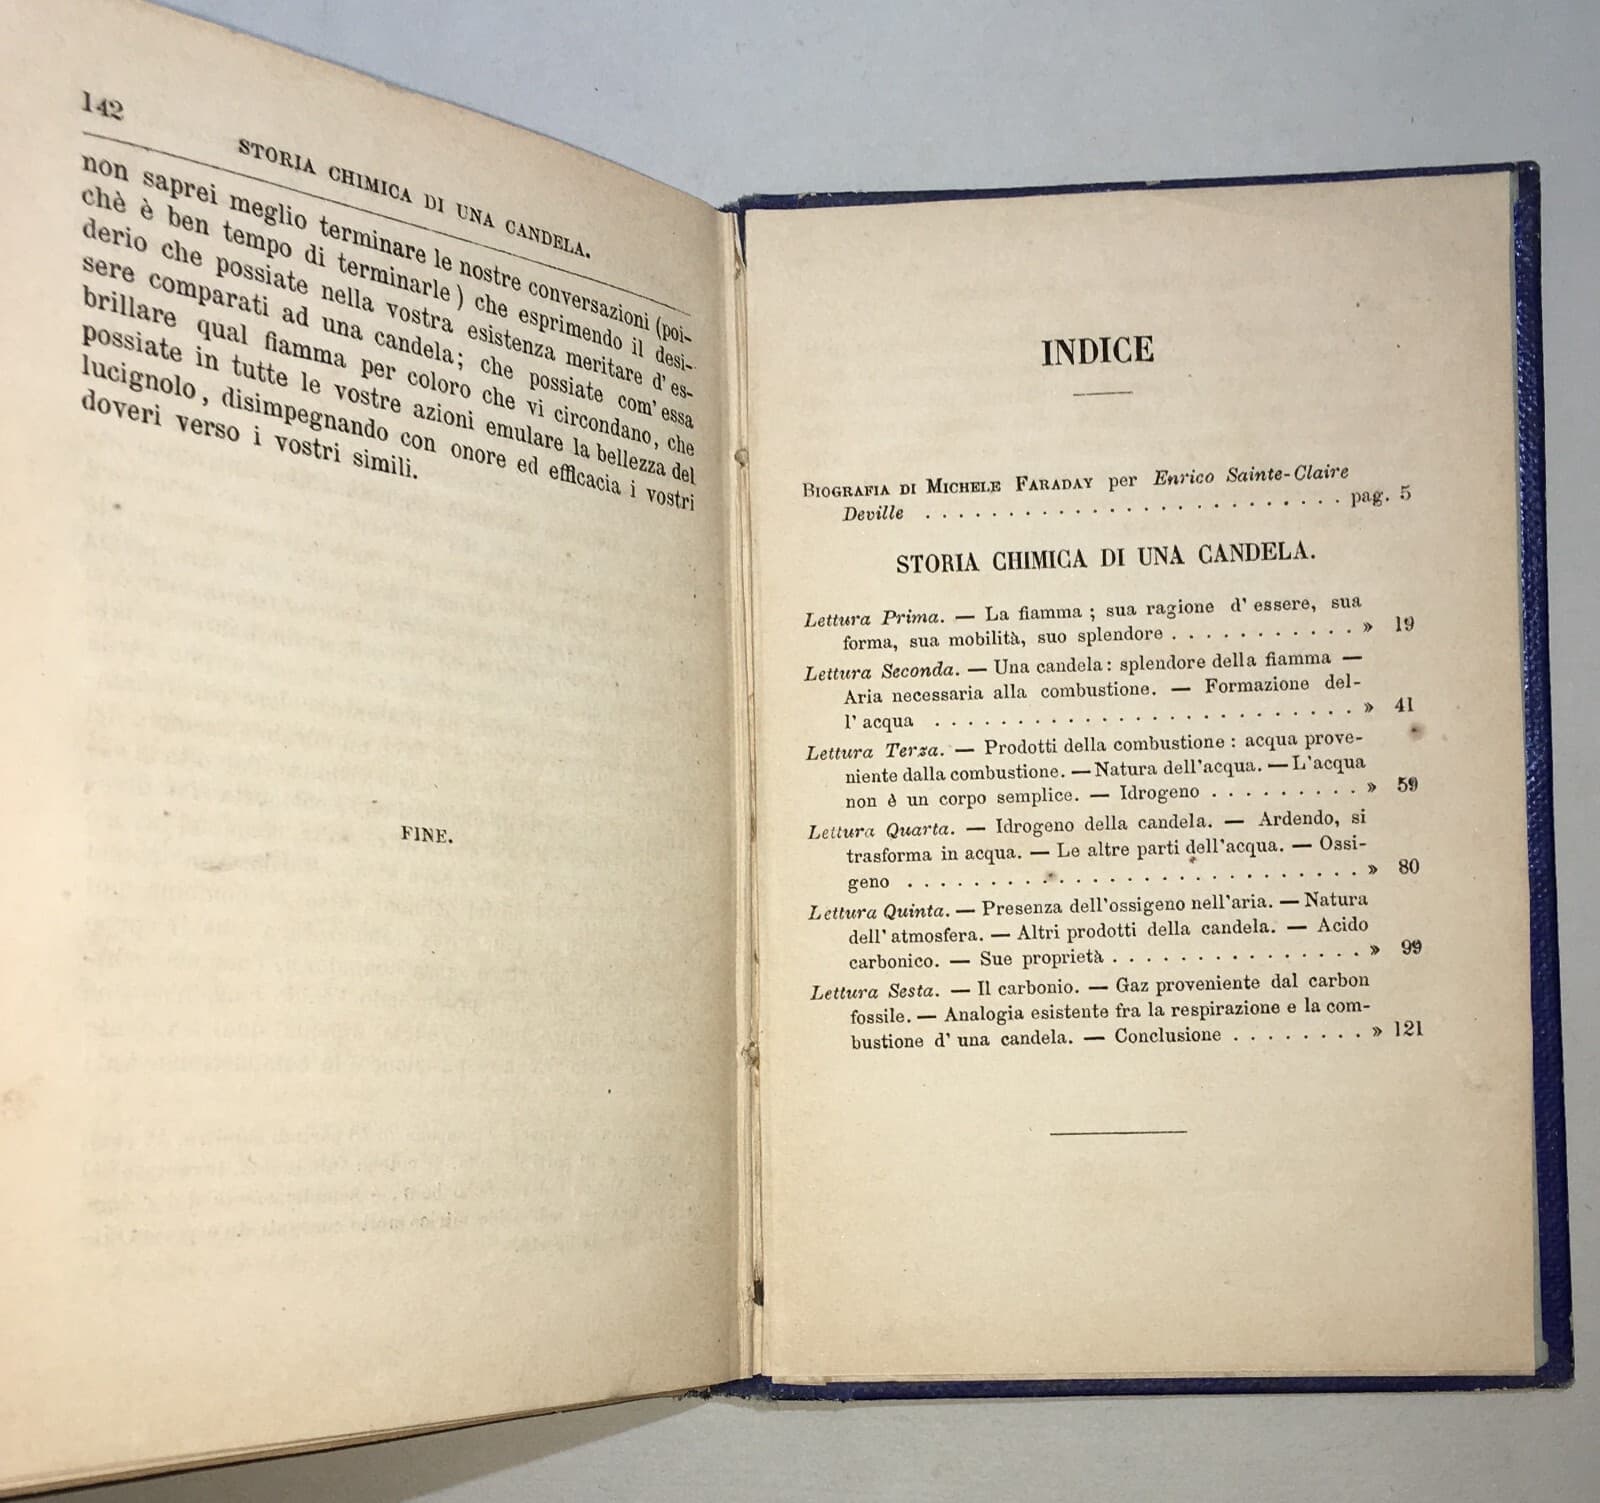 142
STORIA CHIMICA DI UNA CANDELA.
non saprei meglio terminare le nostre conversazioni (poi-
chè è ben tempo di terminarle) che esprimendo il desi-
derio che possiate nella vostra esistenza meritare d' es-
sere comparati ad una candela; che possiate com' essa
brillare qual fiamma per coloro che vi circondano, che
possiate in tutte le vostre azioni emulare la bellezza del
lucignolo, disimpegnando con onore ed efficacia i vostri
doveri verso i vostri simili.
FINE.
INDICE
BIOGRAFIA DI MICHELE FARADAY per Enrico Sainte-Claire
Deville . . . . . . . . . . . . . . . . . . . . . . . . . . pag. 5
STORIA CHIMICA DI UNA CANDELA.
Lettura Prima. — La fiamma; sua ragione d' essere, sua
forma, sua mobilità, suo splendore . . . . . . . . . . . » 19
Lettura Seconda. — Una candela: splendore della fiamma —
Aria necessaria alla combustione. — Formazione del-
l' acqua . . . . . . . . . . . . . . . . . . . . . . . . . . » 41
Lettura Terza. — Prodotti della combustione: acqua prove-
niente dalla combustione. — Natura dell'acqua. — L'acqua
non è un corpo semplice. — Idrogeno . . . . . . . . . » 59
Lettura Quarta. — Idrogeno della candela. — Ardendo, si
trasforma in acqua. — Le altre parti dell'acqua. — Ossi-
geno . . . . . . . . . . . . . . . . . . . . . . . . . . . . » 80
Lettura Quinta. — Presenza dell'ossigeno nell'aria. — Natura
dell' atmosfera. — Altri prodotti della candela. — Acido
carbonico. — Sue proprietà . . . . . . . . . . . . . . . » 99
Lettura Sesta. — Il carbonio. — Gaz proveniente dal carbon
fossile. — Analogia esistente fra la respirazione e la com-
bustione d' una candela. — Conclusione . . . . . . . . » 121